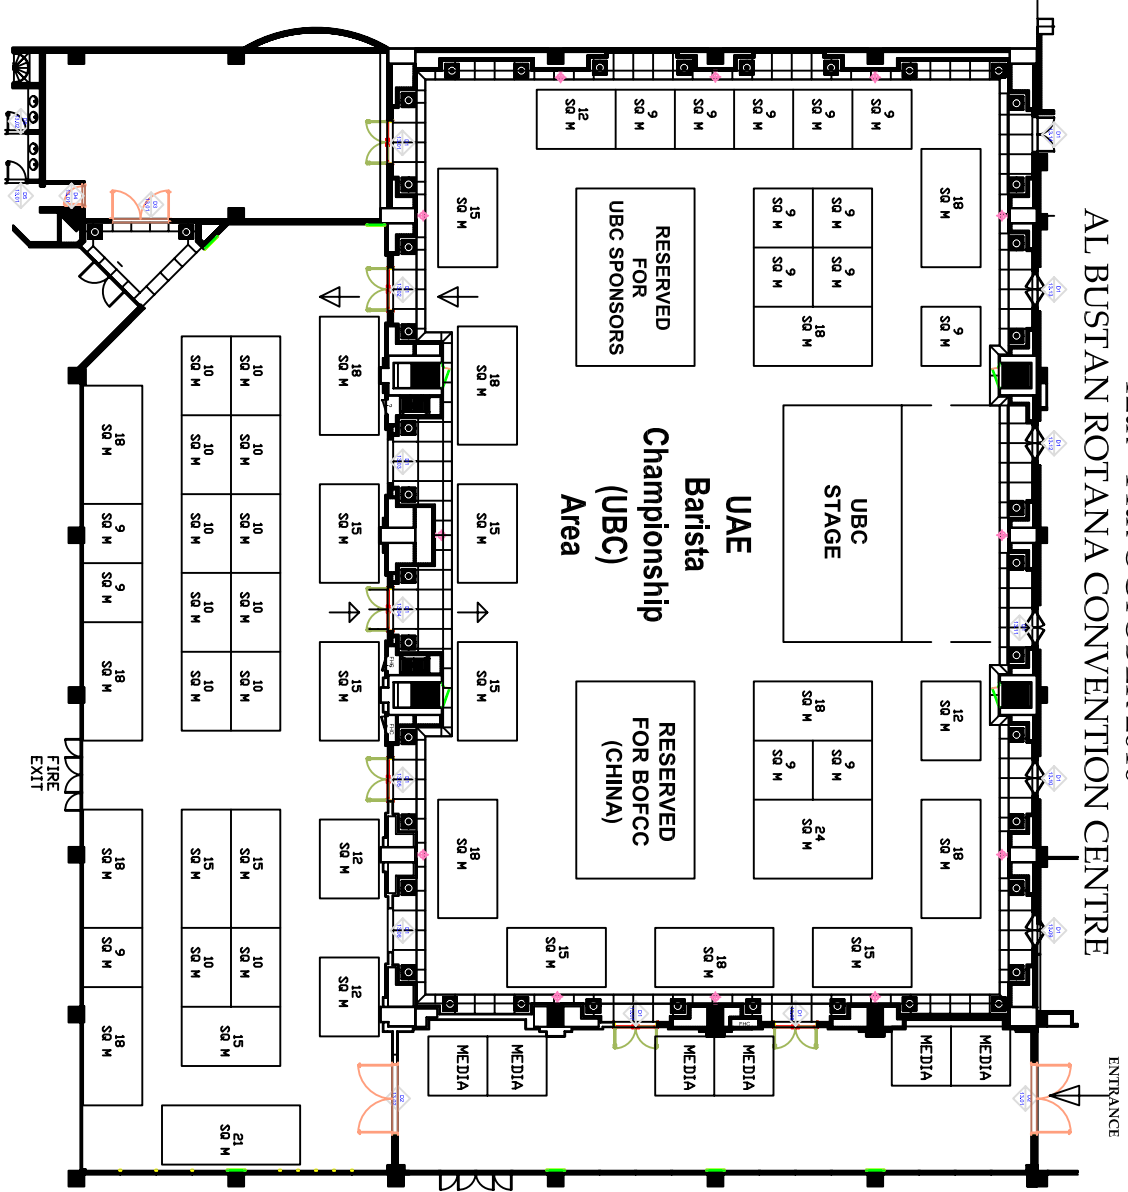 AL BUSTAN ROTANA CONVENTION CENTRE
ENTRANCE
18
SQ M
9
SQ M
12
SQ M
18
SQ M
MEDIA
MEDIA
9
SQ M
9
SQ M
9
SQ M
9
SQ M
9
SQ M
12
SQ M
9
SQ M
9
SQ M
9
SQ M
9
SQ M
18
SQ M
UBC
STAGE
18
SQ M
9
SQ M
9
SQ M
24
SQ M
15
SQ M
18
SQ M
15
SQ M
RESERVED
FOR
UBC SPONSORS
UAE
Barista
Championship
(UBC)
Area
RESERVED
FOR BOFCC
(CHINA)
MEDIA
MEDIA
15
SQ M
18
SQ M
15
SQ M
15
SQ M
18
SQ M
MEDIA
MEDIA
18
SQ M
15
SQ M
15
SQ M
12
SQ M
12
SQ M
10
SQ M
10
SQ M
10
SQ M
10
SQ M
10
SQ M
15
SQ M
10
SQ M
10
SQ M
10
SQ M
10
SQ M
10
SQ M
10
SQ M
15
SQ M
10
SQ M
15
SQ M
21
SQ M
18
SQ M
9
SQ M
9
SQ M
18
SQ M
18
SQ M
9
SQ M
18
SQ M
FIRE
EXIT